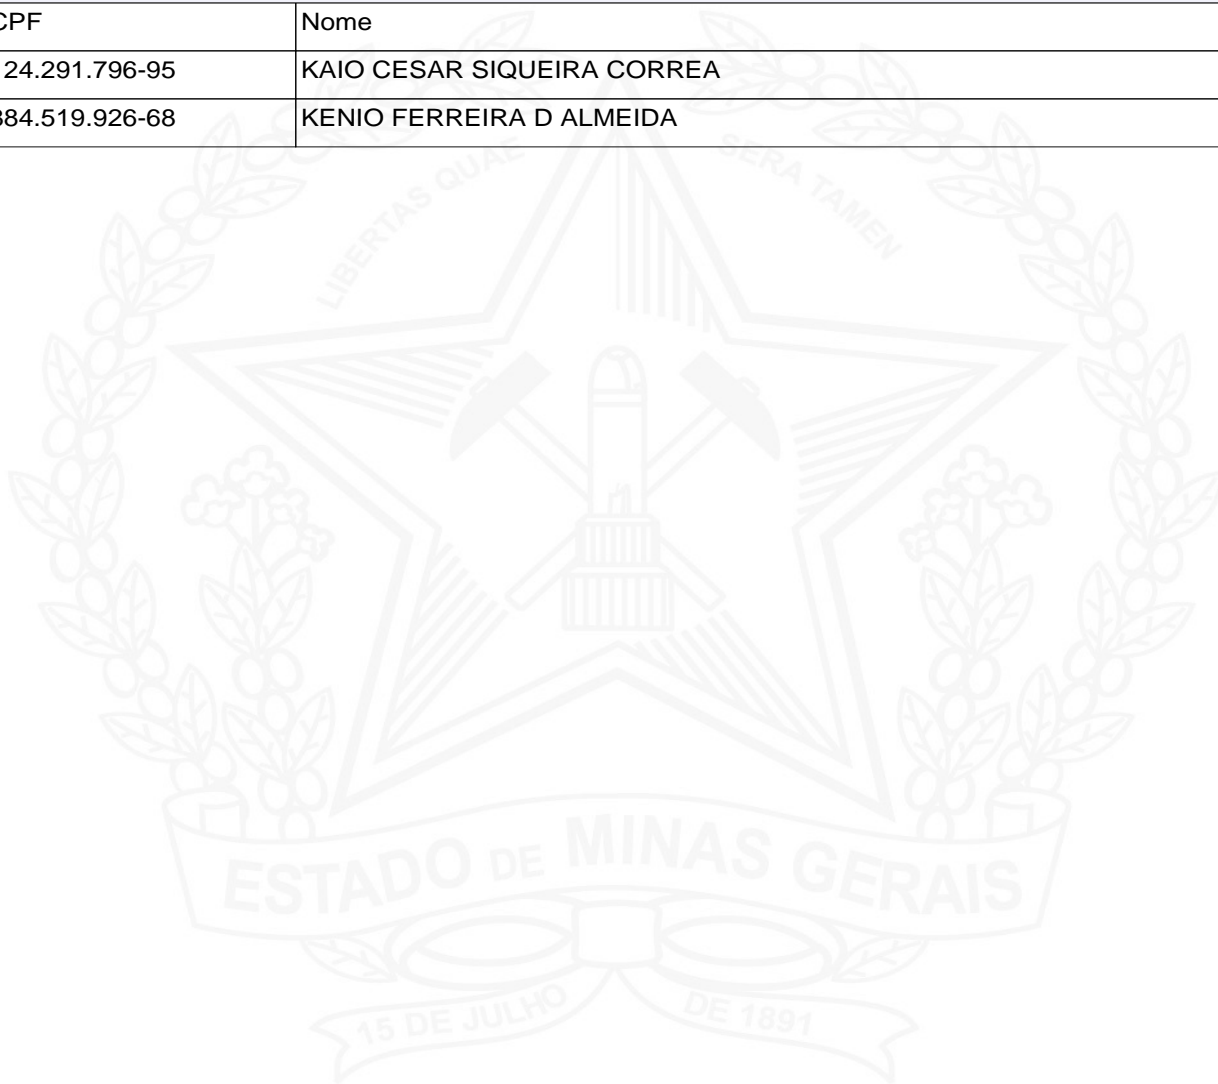 CPF Nome
24.291.796-95 KAIO CESAR SIQUEIRA CORREA
884.519.926-68 KENIO FERREIRA D ALMEIDA
LIBERTAS QUAE SERA TAMEN
ESTADO DE MINAS GERAIS
15 DE JULHO DE 1891